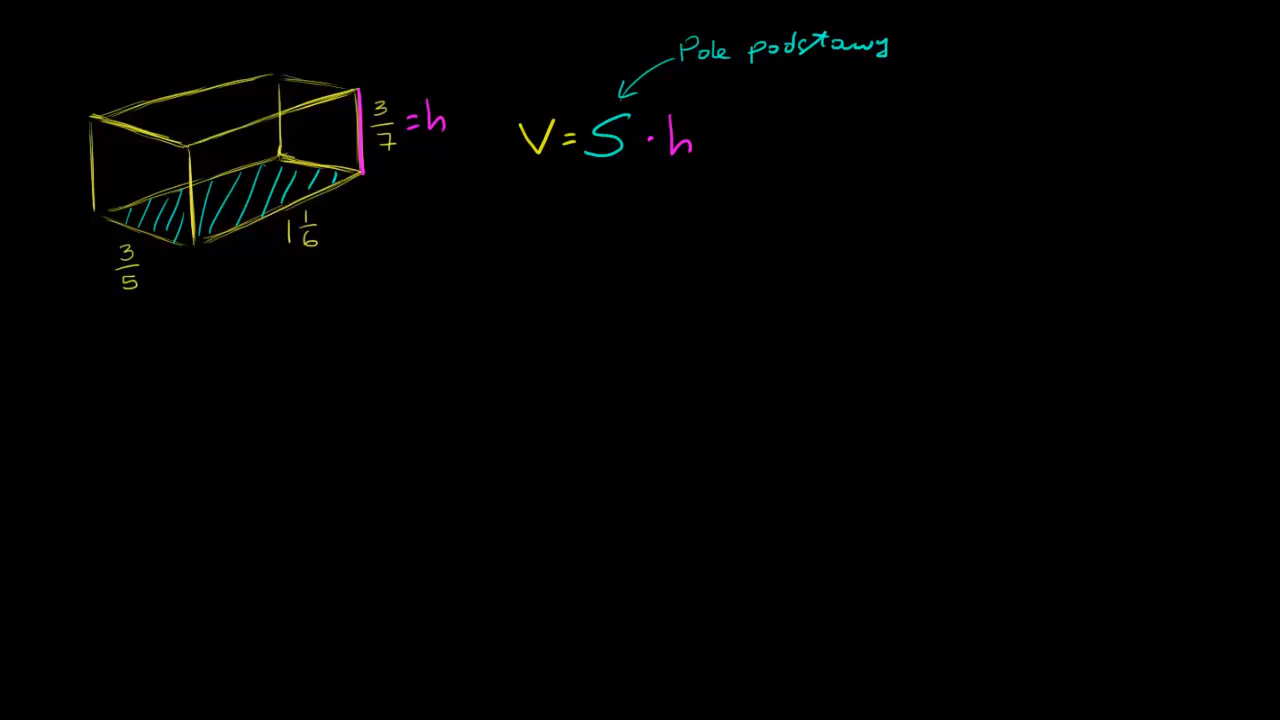 Pole podstawy
3/7 = h
V = S · h
1 1/6
3/5